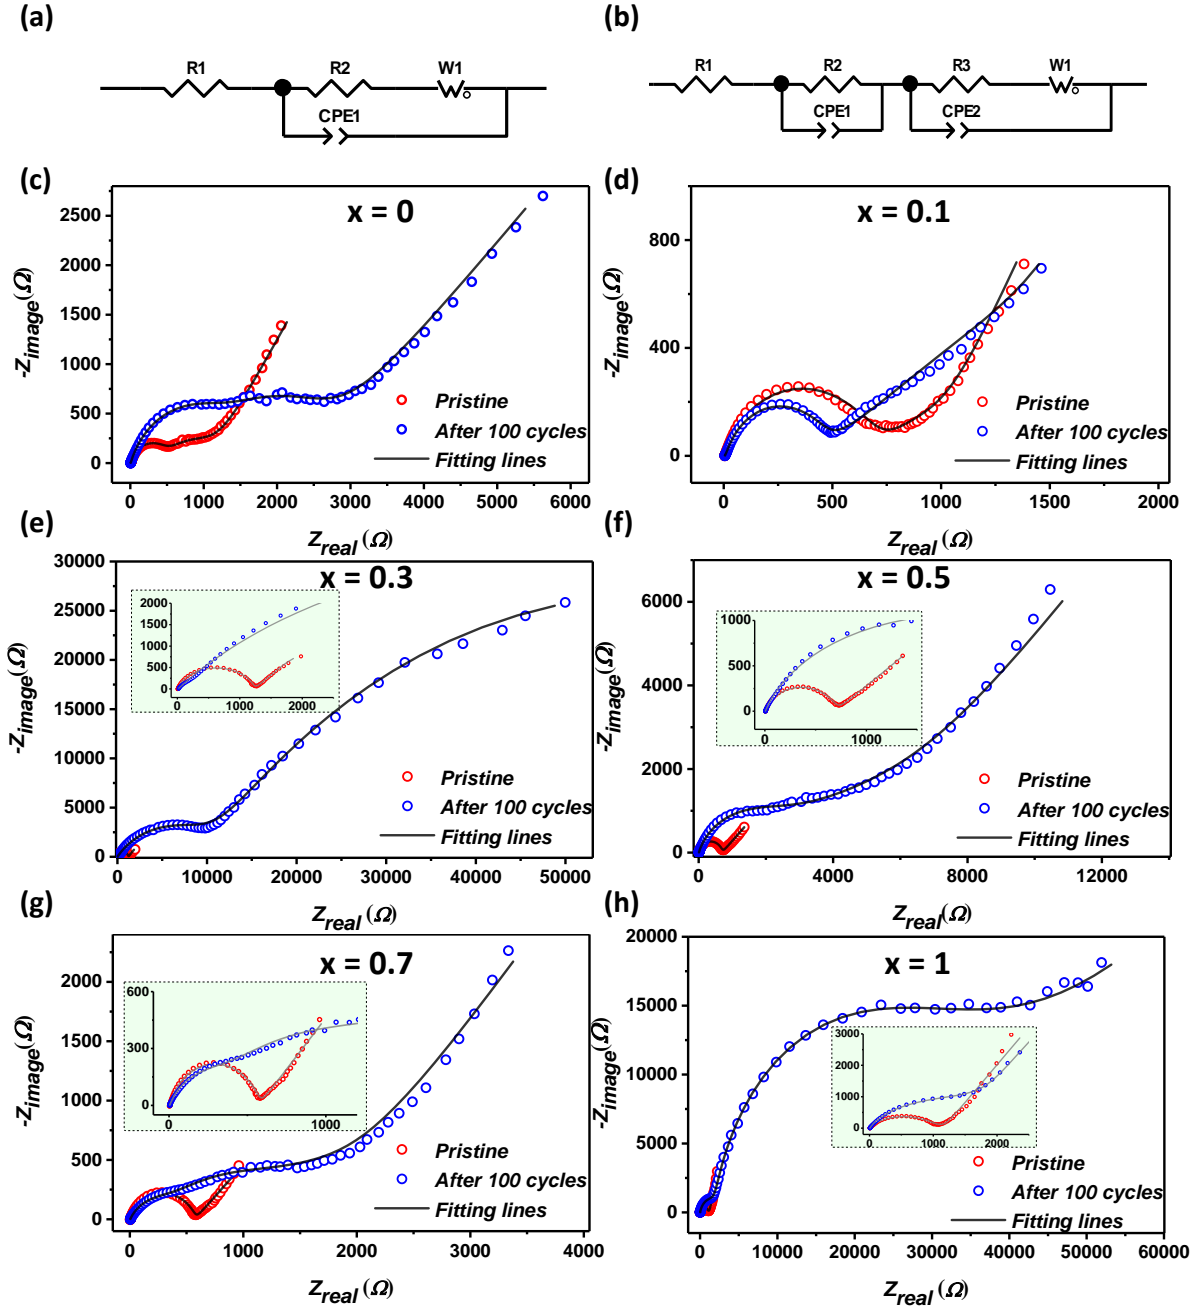 (a)
R1
R2
W1
CPE1
(b)
R1
R2
R3
W1
CPE1
CPE2
(c)
x = 0
-Z_image(Ω)
2500
2000
1500
1000
500
0
Pristine
After 100 cycles
Fitting lines
0 1000 2000 3000 4000 5000 6000
Z_real (Ω)
(d)
x = 0.1
-Z_image(Ω)
800
400
0
Pristine
After 100 cycles
Fitting lines
0 500 1000 1500 2000
Z_real (Ω)
(e)
x = 0.3
-Z_image(Ω)
30000
25000
20000
15000
10000
5000
0
2000
1500
1000
500
0
0 1000 2000
Pristine
After 100 cycles
Fitting lines
0 10000 20000 30000 40000 50000
Z_real (Ω)
(f)
x = 0.5
-Z_image(Ω)
6000
4000
2000
0
1000
500
0
0 1000
Pristine
After 100 cycles
Fitting lines
0 4000 8000 12000
Z_real (Ω)
(g)
x = 0.7
-Z_image(Ω)
2000
1500
1000
500
0
600
300
0
0 1000
Pristine
After 100 cycles
Fitting lines
0 1000 2000 3000 4000
Z_real (Ω)
(h)
x = 1
-Z_image(Ω)
20000
15000
10000
5000
0
3000
2000
1000
0
0 1000 2000
Pristine
After 100 cycles
Fitting lines
0 10000 20000 30000 40000 50000 60000
Z_real (Ω)